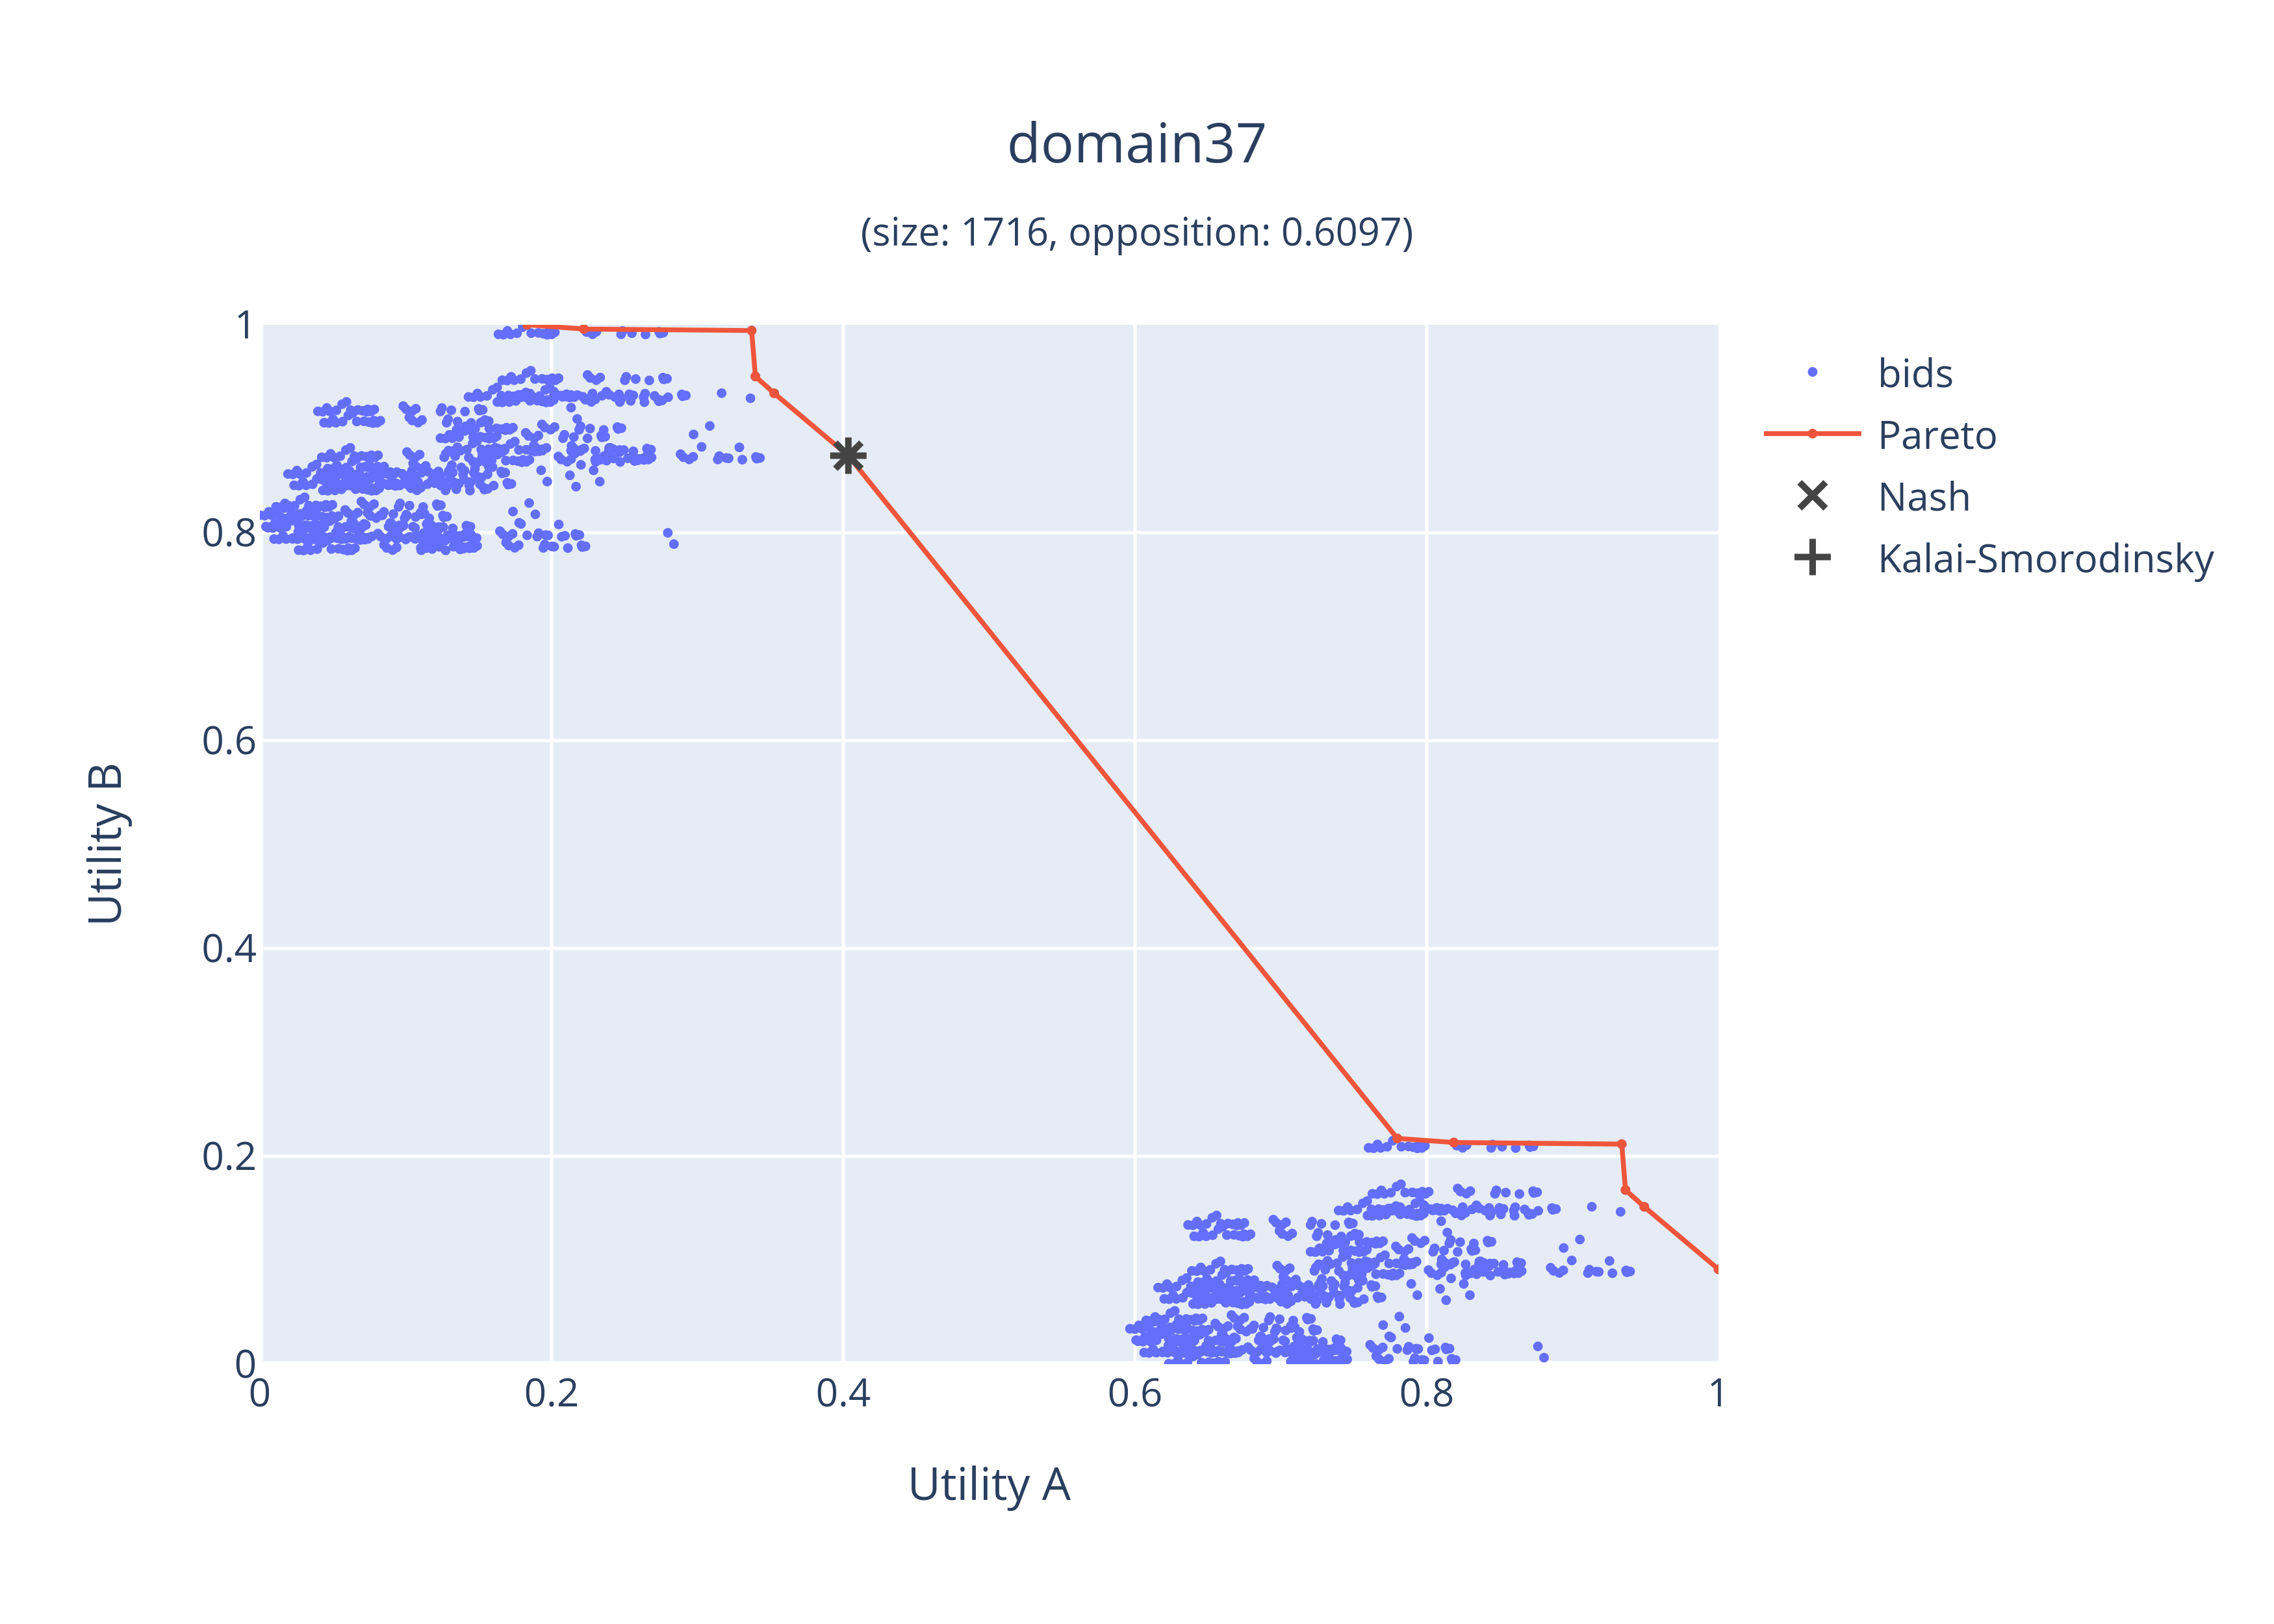 domain37
(size: 1716, opposition: 0.6097)
bids
Pareto
Nash
Kalai-Smorodinsky
Utility B
1
0.8
0.6
0.4
0.2
0
0 0.2 0.4 0.6 0.8 1
Utility A